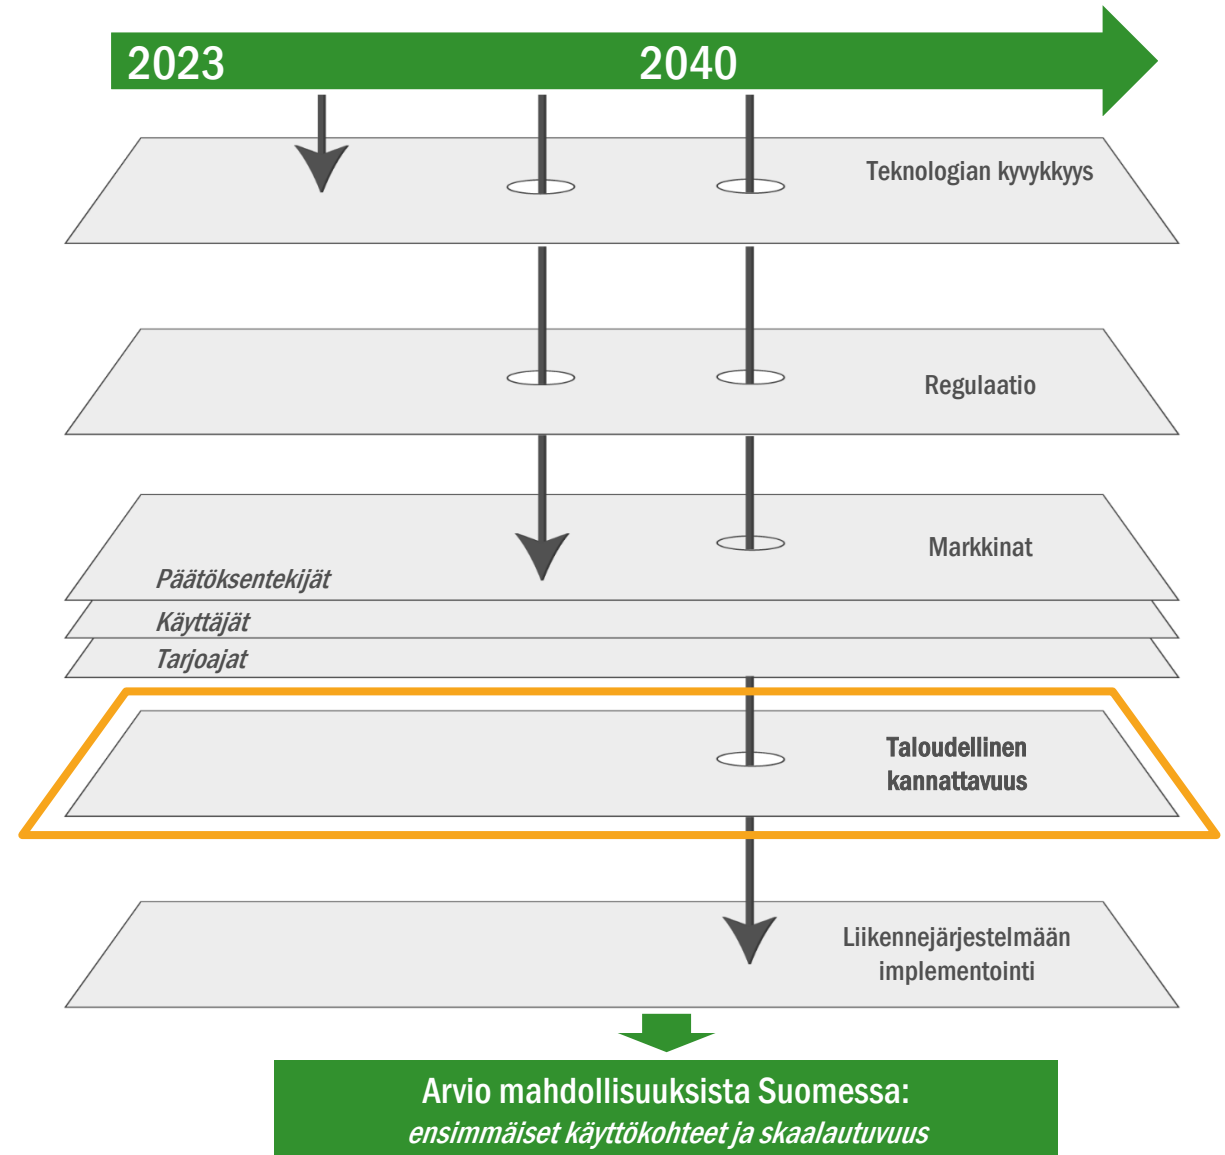 2023 2040
Teknologian kyvykkyys
Regulaatio
Markkinat
Päätöksentekijät
Käyttäjät
Tarjoajat
Taloudellinen
kannattavuus
Liikennejärjestelmään
implementointi
Arvio mahdollisuuksista Suomessa:
ensimmäiset käyttökohteet ja skaalautuvuus